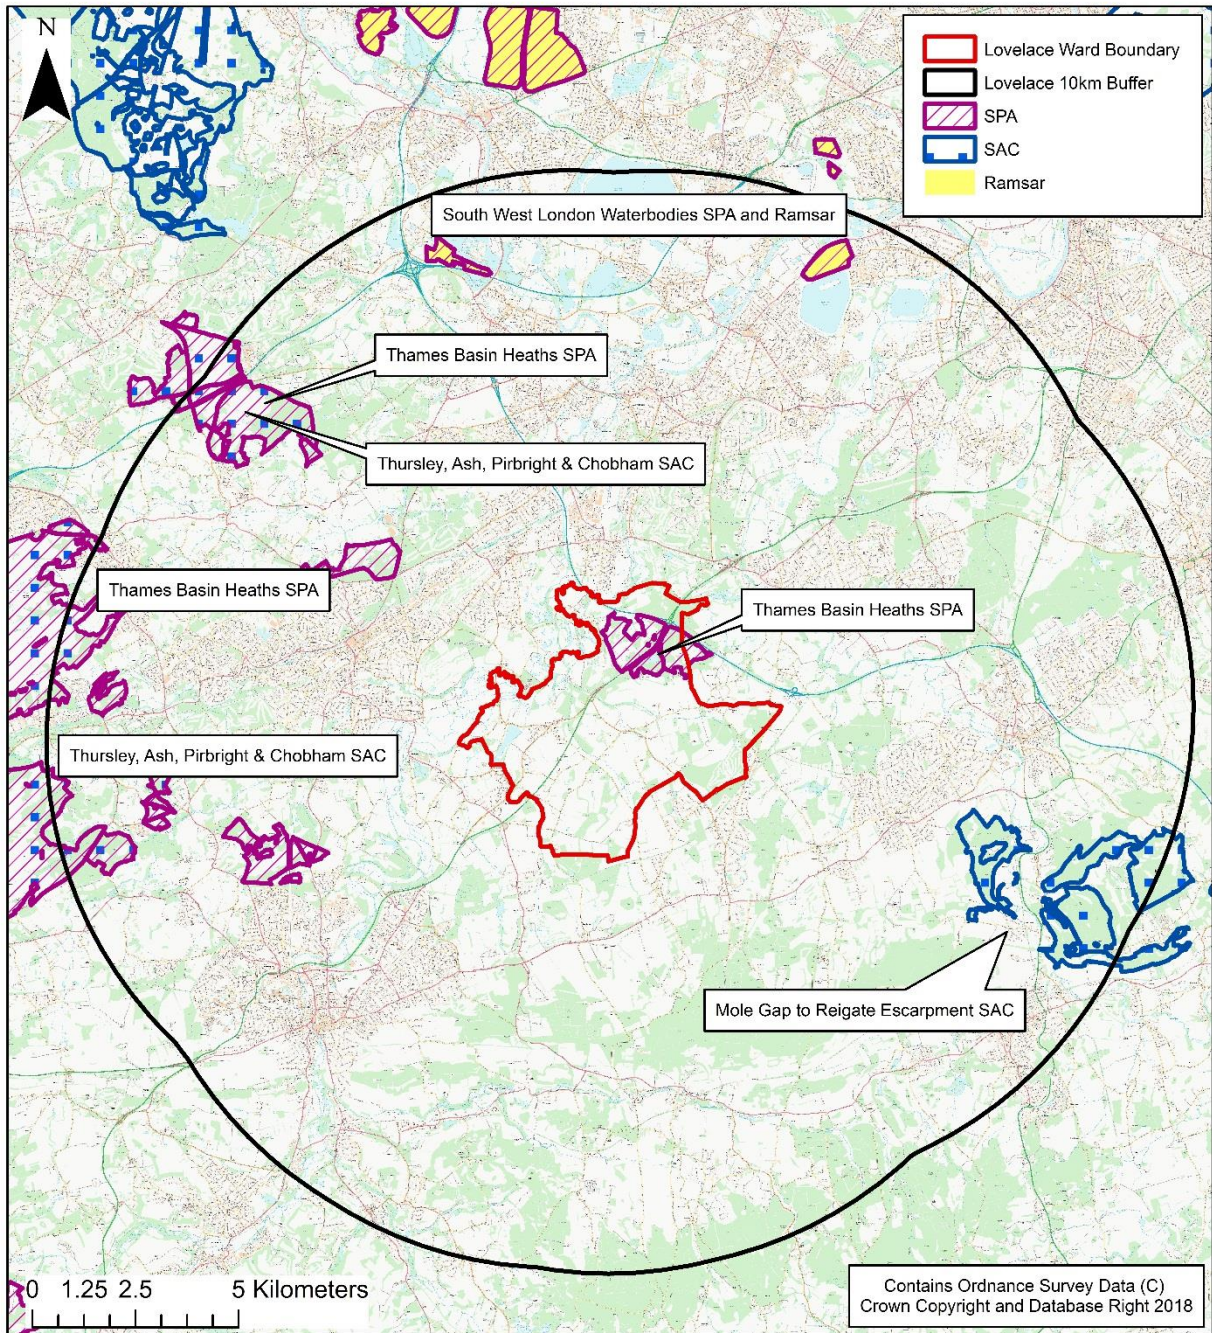 N
Lovelace Ward Boundary
Lovelace 10km Buffer
SPA
SAC
Ramsar
South West London Waterbodies SPA and Ramsar
Thames Basin Heaths SPA
Thursley, Ash, Pirbright & Chobham SAC
Thames Basin Heaths SPA
Thames Basin Heaths SPA
Thursley, Ash, Pirbright & Chobham SAC
Mole Gap to Reigate Escarpment SAC
0 1.25 2.5 5 Kilometers
Contains Ordnance Survey Data (C)
Crown Copyright and Database Right 2018